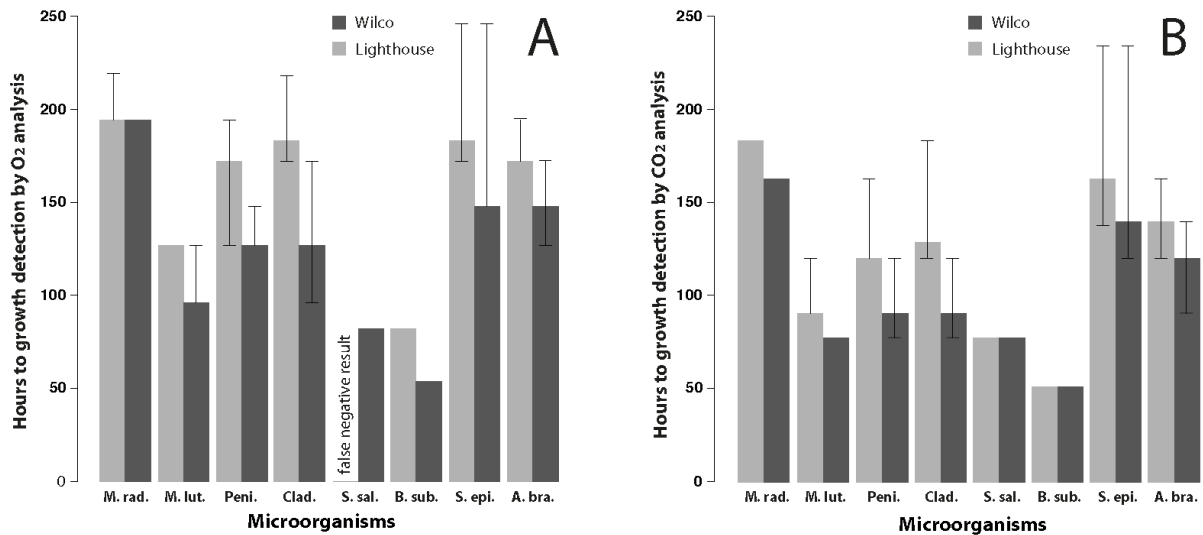 A
Wilco
Lighthouse
Hours to growth detection by O2 analysis
250
200
150
100
50
0
false negative result
M. rad.
M. lut.
Peni.
Clad.
S. sal.
B. sub.
S. epi.
A. bra.
Microorganisms
B
Wilco
Lighthouse
Hours to growth detection by CO2 analysis
250
200
150
100
50
0
M. rad.
M. lut.
Peni.
Clad.
S. sal.
B. sub.
S. epi.
A. bra.
Microorganisms